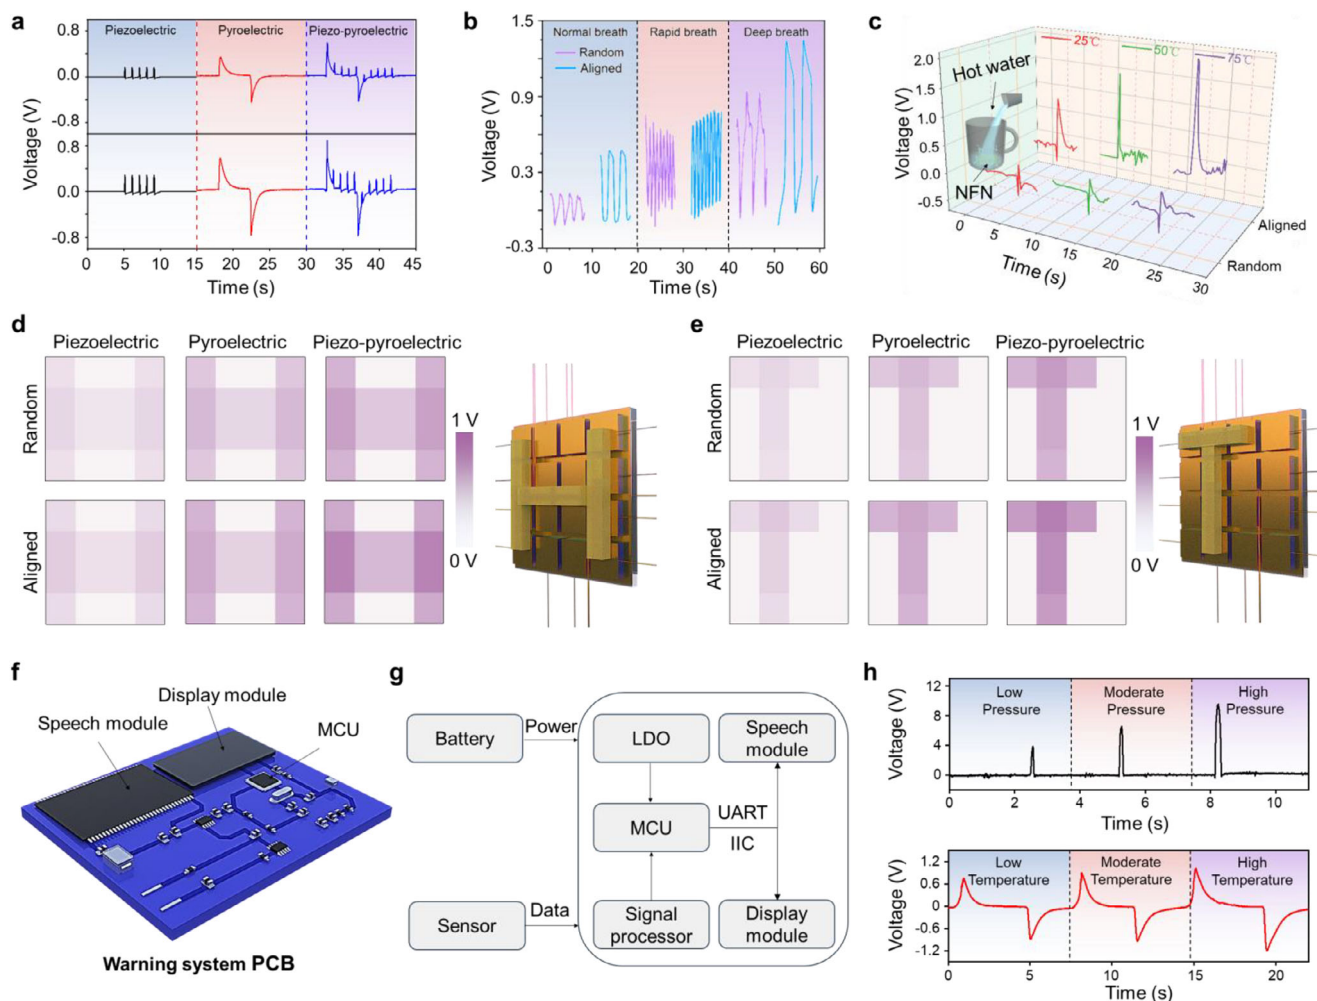 a
Piezoelectric Pyroelectric Piezo-pyroelectric
0.8
0.0
-0.8
0.8
0.0
-0.8
Voltage (V)
0 5 10 15 20 25 30 35 40 45
Time (s)
b
Normal breath Rapid breath Deep breath
Random
Aligned
1.5
0.9
0.3
-0.3
Voltage (V)
0 10 20 30 40 50 60
Time (s)
c
25℃ 50℃ 75℃
Hot water
NFN
2.0
1.5
1.0
0.5
0.0
-0.5
Voltage (V)
0 5 10 15 20 25 30
Time (s)
Aligned
Random
d
Piezoelectric Pyroelectric Piezo-pyroelectric
Random
Aligned
1 V
0 V
e
Piezoelectric Pyroelectric Piezo-pyroelectric
Random
Aligned
1 V
0 V
f
Display module
Speech module
MCU
Warning system PCB
g
Battery
Power
LDO
Speech
module
MCU
UART
IIC
Sensor
Data
Signal
processor
Display
module
h
Low
Pressure
Moderate
Pressure
High
Pressure
12
8
4
0
Voltage (V)
0 2 4 6 8 10
Time (s)
Low
Temperature
Moderate
Temperature
High
Temperature
1.2
0.6
0
-0.6
-1.2
Voltage (V)
0 5 10 15 20
Time (s)